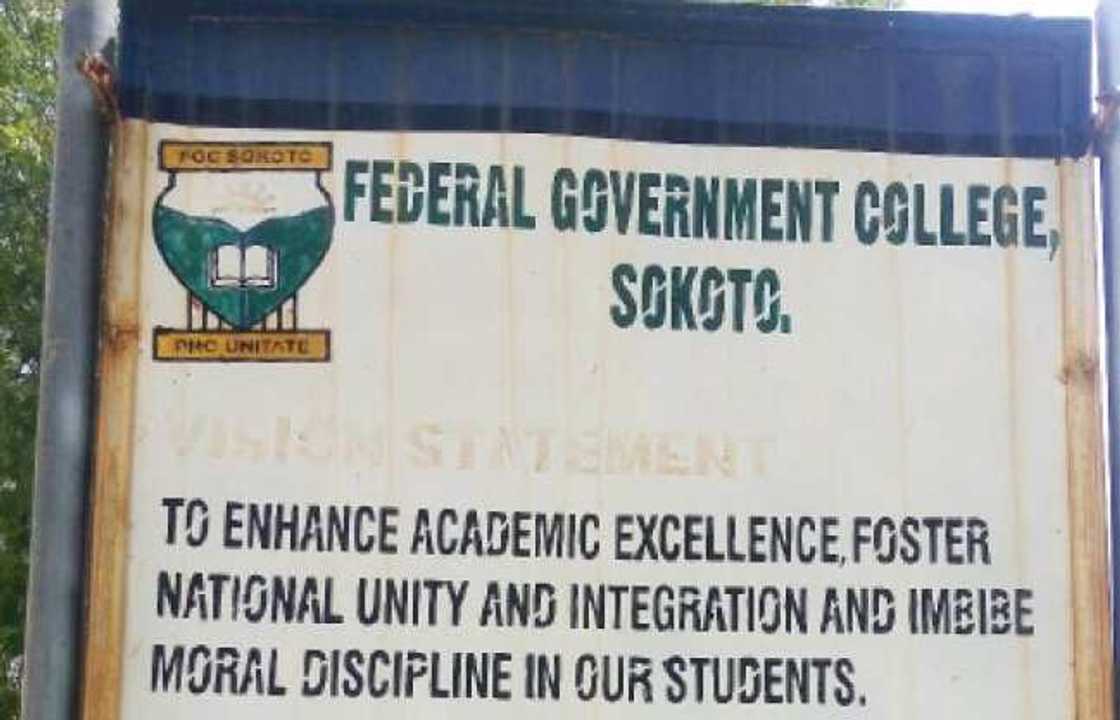 FGC SOKOTO
FEDERAL GOVERNMENT COLLEGE,
SOKOTO.
PRO UNITATE
VISION STATEMENT
TO ENHANCE ACADEMIC EXCELLENCE, FOSTER
NATIONAL UNITY AND INTEGRATION AND IMBIBE
MORAL DISCIPLINE IN OUR STUDENTS.